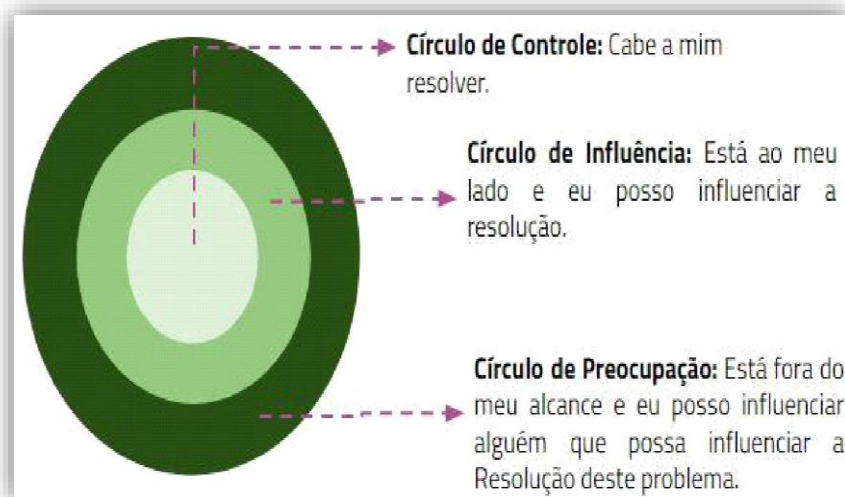 Círculo de Controle: Cabe a mim
resolver.
Círculo de Influência: Está ao meu
lado e eu posso influenciar a
resolução.
Círculo de Preocupação: Está fora do
meu alcance e eu posso influenciar
alguém que possa influenciar a
Resolução deste problema.